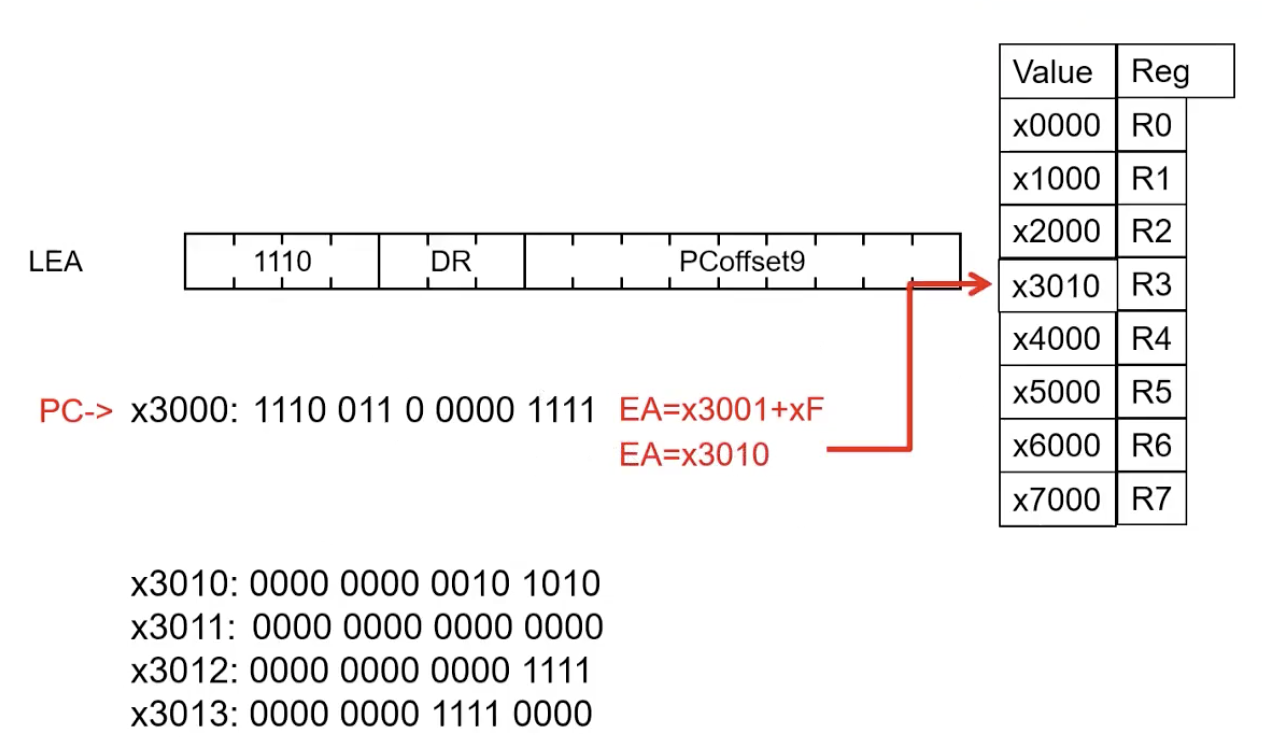 Value Reg
x0000 R0
x1000 R1
x2000 R2
LEA 1110 DR PCoffset9
x3010 R3
x4000 R4
x5000 R5
PC-> x3000: 1110 011 0 0000 1111 EA=x3001+xF
EA=x3010
x6000 R6
x7000 R7
x3010: 0000 0000 0010 1010
x3011: 0000 0000 0000 0000
x3012: 0000 0000 0000 1111
x3013: 0000 0000 1111 0000